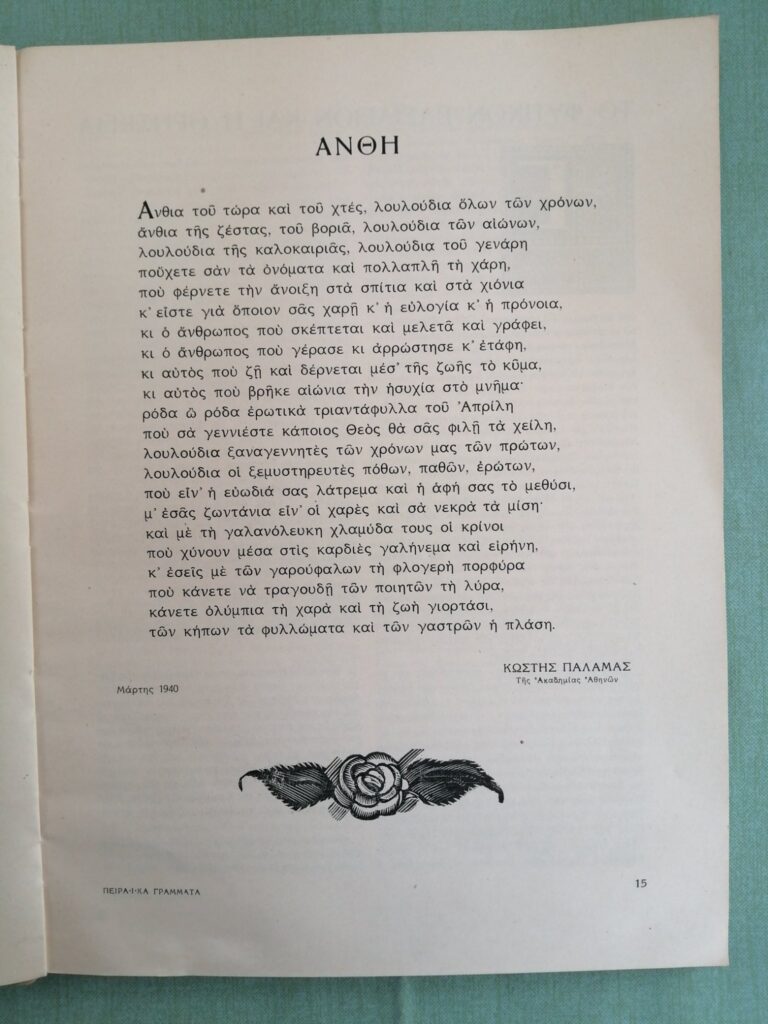 ΑΝΘΗ
Ανθια τοῦ τώρα καὶ τοῦ χτές, λουλούδια ὅλων τῶν χρόνων,
ἄνθια τῆς ζέστας, τοῦ βοριᾶ, λουλούδια τῶν αἰώνων,
λουλούδια τῆς καλοκαιριᾶς, λουλούδια τοῦ γενάρη
ποὔχετε σὰν τὰ ὀνόματα καὶ πολλαπλῆ τὴ χάρη,
ποὺ φέρνετε τὴν ἄνοιξη στὰ σπίτια καὶ στὰ χιόνια
κ' εἶστε γιὰ ὅποιον σᾶς χαρῇ κ' ἡ εὐλογία κ' ἡ πρόνοια,
κι ὁ ἄνθρωπος ποὺ σκέπτεται καὶ μελετᾶ καὶ γράφει,
κι ὁ ἄνθρωπος ποὺ γέρασε κι ἀρρώστησε κ' ἐτάφη,
κι αὐτὸς ποὺ ζῇ καὶ δέρνεται μέσ' τῆς ζωῆς τὸ κῦμα,
κι αὐτὸς ποὺ βρῆκε αἰώνια τὴν ἡσυχία στὸ μνῆμα·
ρόδα ὢ ρόδα ἐρωτικὰ τριαντάφυλλα τοῦ Ἀπρίλη
ποὺ σὰ γεννιέστε κάποιος Θεὸς θὰ σᾶς φιλῇ τὰ χείλη,
λουλούδια ξαναγεννητὲς τῶν χρόνων μας τῶν πρώτων,
λουλούδια οἱ ξεμυστηρευτὲς πόθων, παθῶν, ἐρώτων,
ποὺ εἶν' ἡ εὐωδιά σας λάτρεμα καὶ ἡ ἀφή σας τὸ μεθύσι,
μ' ἐσᾶς ζωντάνια εἶν' οἱ χαρὲς καὶ σὰ νεκρὰ τὰ μίση·
καὶ μὲ τὴ γαλανόλευκη χλαμύδα τους οἱ κρίνοι
ποὺ χύνουν μέσα στὶς καρδιὲς γαλήνεμα καὶ εἰρήνη,
κ' ἐσεῖς μὲ τῶν γαρούφαλων τὴ φλογερὴ πορφύρα
ποὺ κάνετε νὰ τραγουδῇ τῶν ποιητῶν τὴ λύρα,
κάνετε ὀλύμπια τὴ χαρὰ καὶ τὴ ζωὴ γιορτάσι,
τῶν κήπων τὰ φυλλώματα καὶ τῶν γαστρῶν ἡ πλάση.
ΚΩΣΤΗΣ ΠΑΛΑΜΑΣ
Τῆς Ἀκαδημίας Ἀθηνῶν
Μάρτης 1940
ΠΕΙΡΑ·Ι·ΚΑ ΓΡΑΜΜΑΤΑ
15